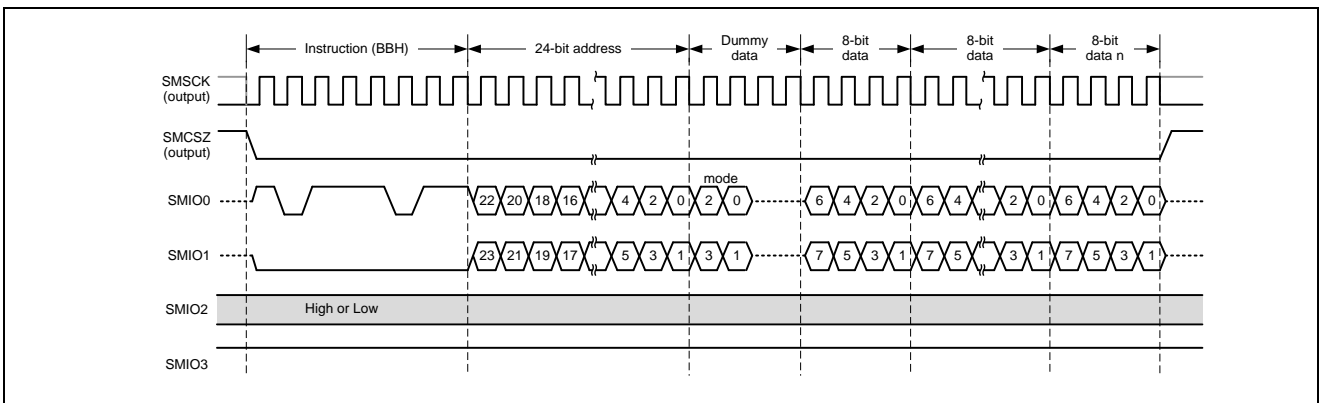 Instruction (BBH) 24-bit address Dummy data 8-bit data 8-bit data 8-bit data n
SMSCK (output)
SMCSZ (output)
mode
SMIO0 22 20 18 16 4 2 0 2 0 6 4 2 0 6 4 2 0 6 4 2 0
SMIO1 23 21 19 17 5 3 1 3 1 7 5 3 1 7 5 3 1 7 5 3 1
SMIO2 High or Low
SMIO3